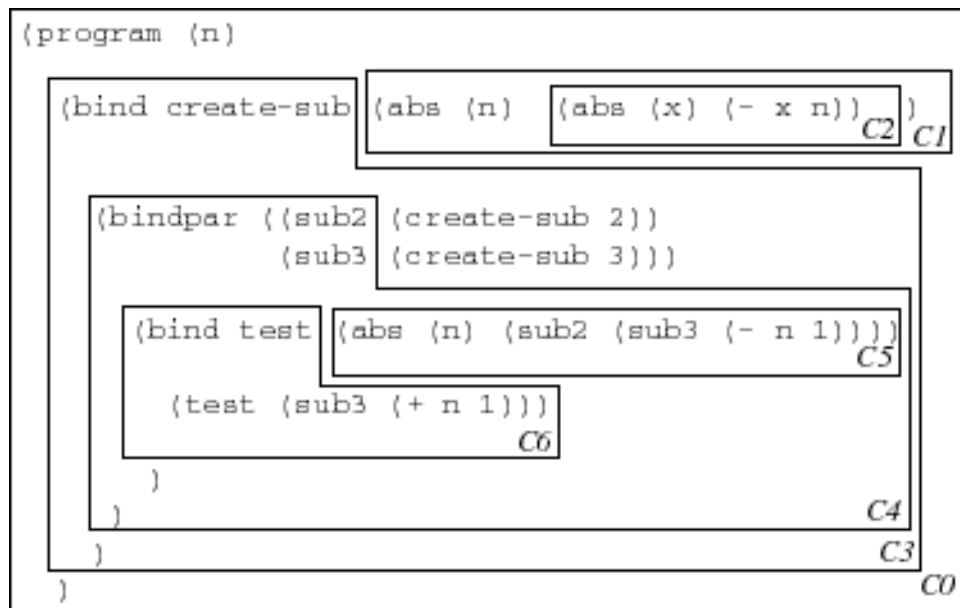 (program (n)
(bind create-sub (abs (n) (abs (x) (- x n)) )
C2 C1
(bindpar ((sub2 (create-sub 2))
(sub3 (create-sub 3)))
(bind test (abs (n) (sub2 (sub3 (- n 1))))
C5
(test (sub3 (+ n 1)))
C6
)
) C4
) C3
) C0